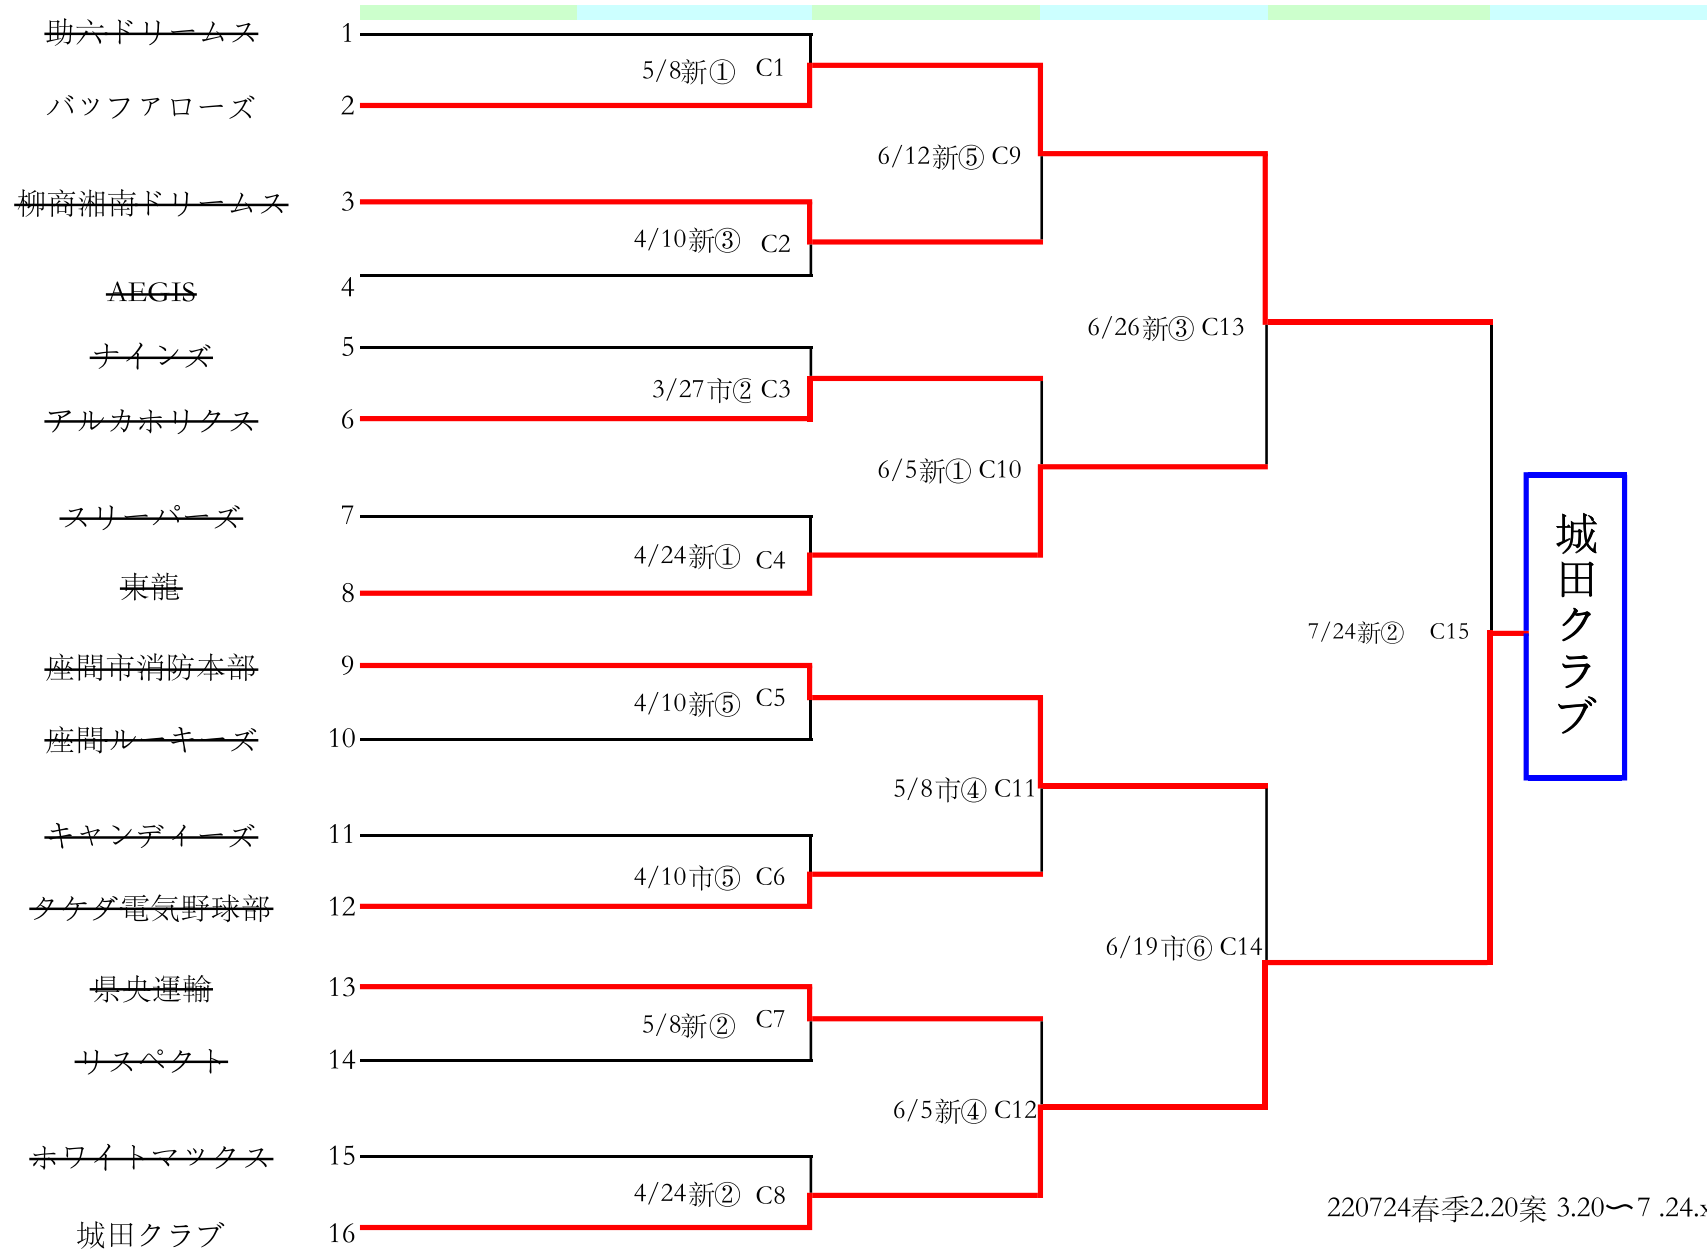 助六ドリームス 1
5/8新① C1
バッファローズ 2
6/12新⑤ C9
柳商湘南ドリームス 3
4/10新③ C2
AEGIS 4
6/26新③ C13
ナインズ 5
3/27市② C3
アルカホリクス 6
6/5新① C10
スリーパーズ 7
4/24新① C4
東龍 8
城田クラブ
7/24新② C15
座間市消防本部 9
4/10新⑤ C5
座間ルーキーズ 10
5/8市④ C11
キャンディーズ 11
4/10市⑤ C6
タケダ電気野球部 12
6/19市⑥ C14
県央運輸 13
5/8新② C7
リスペクト 14
6/5新④ C12
ホワイトマックス 15
4/24新② C8
城田クラブ 16
220724春季2.20案 3.20〜7 .24.x